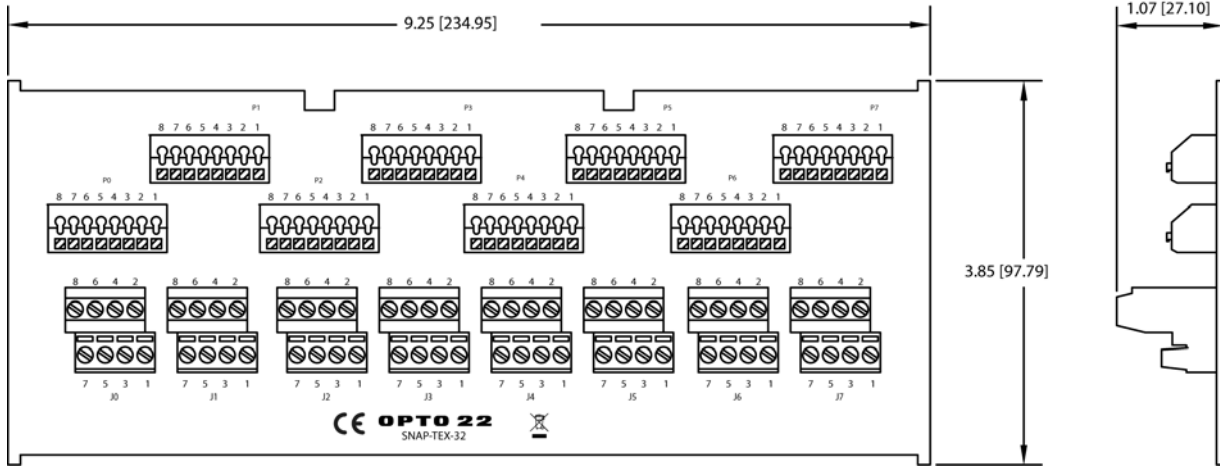 9.25 [234.95]
1.07 [27.10]
P1 P3 P5 P7
8 7 6 5 4 3 2 1 8 7 6 5 4 3 2 1 8 7 6 5 4 3 2 1 8 7 6 5 4 3 2 1
P0 P2 P4 P6
8 7 6 5 4 3 2 1 8 7 6 5 4 3 2 1 8 7 6 5 4 3 2 1 8 7 6 5 4 3 2 1
3.85 [97.79]
8 6 4 2 8 6 4 2 8 6 4 2 8 6 4 2 8 6 4 2 8 6 4 2 8 6 4 2 8 6 4 2
7 5 3 1 7 5 3 1 7 5 3 1 7 5 3 1 7 5 3 1 7 5 3 1 7 5 3 1 7 5 3 1
J0 J1 J2 J3 J4 J5 J6 J7
CE OPTO 22
SNAP-TEX-32